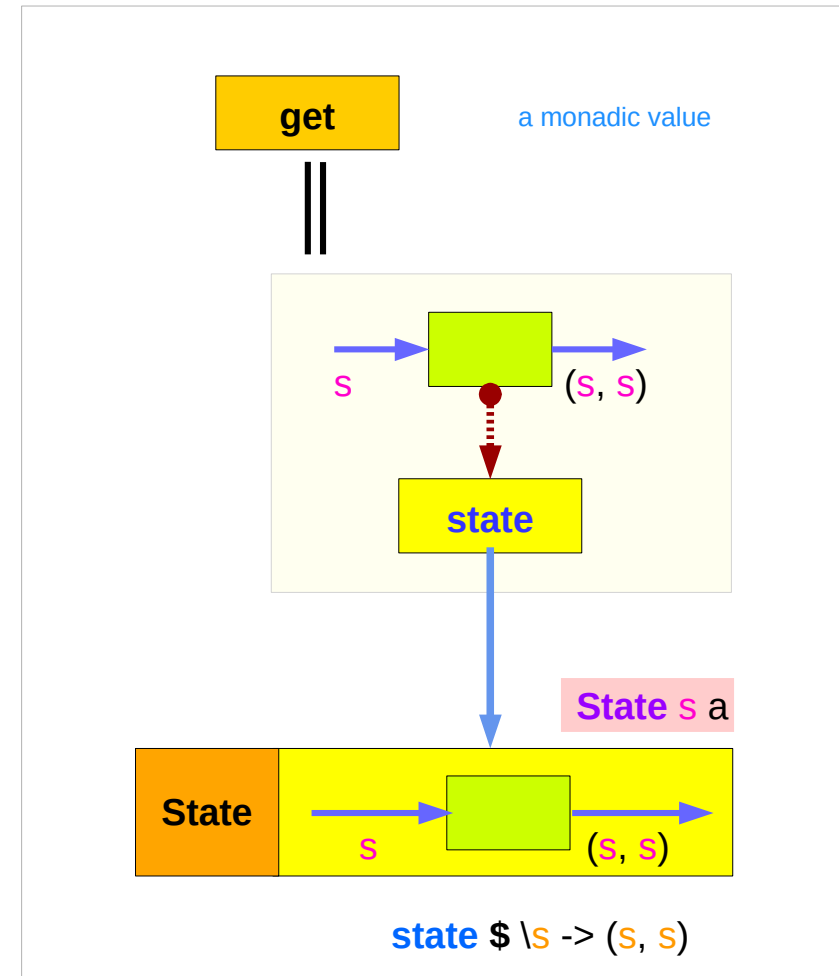 get
a monadic value
s
(s, s)
state
State s a
State
s
(s, s)
state $ \s -> (s, s)